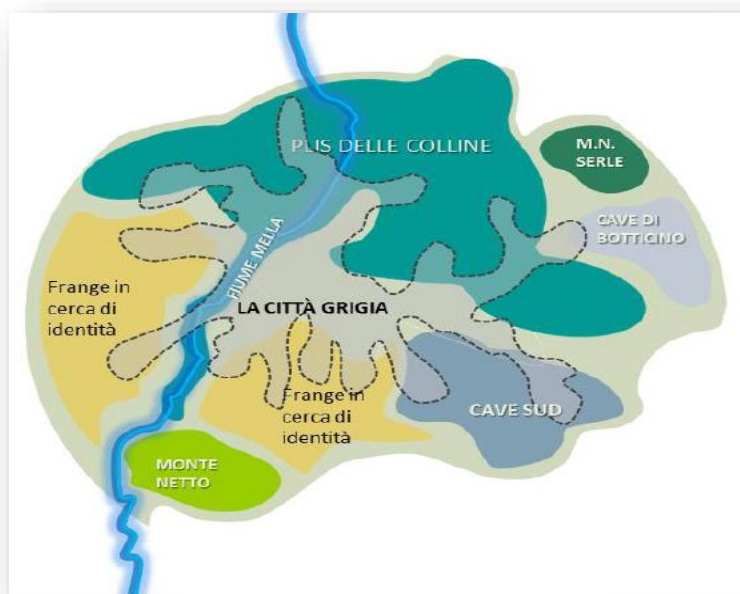 PLIS DELLE COLLINE
M.N.
SERLE
CAVE DI
BOTTICINO
FIUME MELLA
Frange in
cerca di
identità
LA CITTÀ GRIGIA
Frange in
cerca di
identità
CAVE SUD
MONTE
NETTO